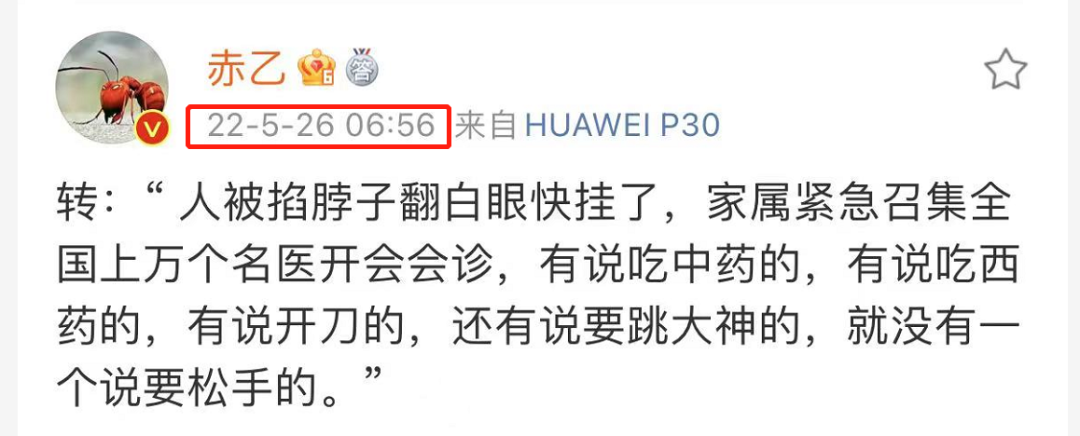 赤乙 6 答
V
22-5-26 06:56 来自 HUAWEI P30
转：“ 人被掐脖子翻白眼快挂了，家属紧急召集全
国上万个名医开会会诊，有说吃中药的，有说吃西
药的，有说开刀的，还有说要跳大神的，就没有一
个说要松手的。”